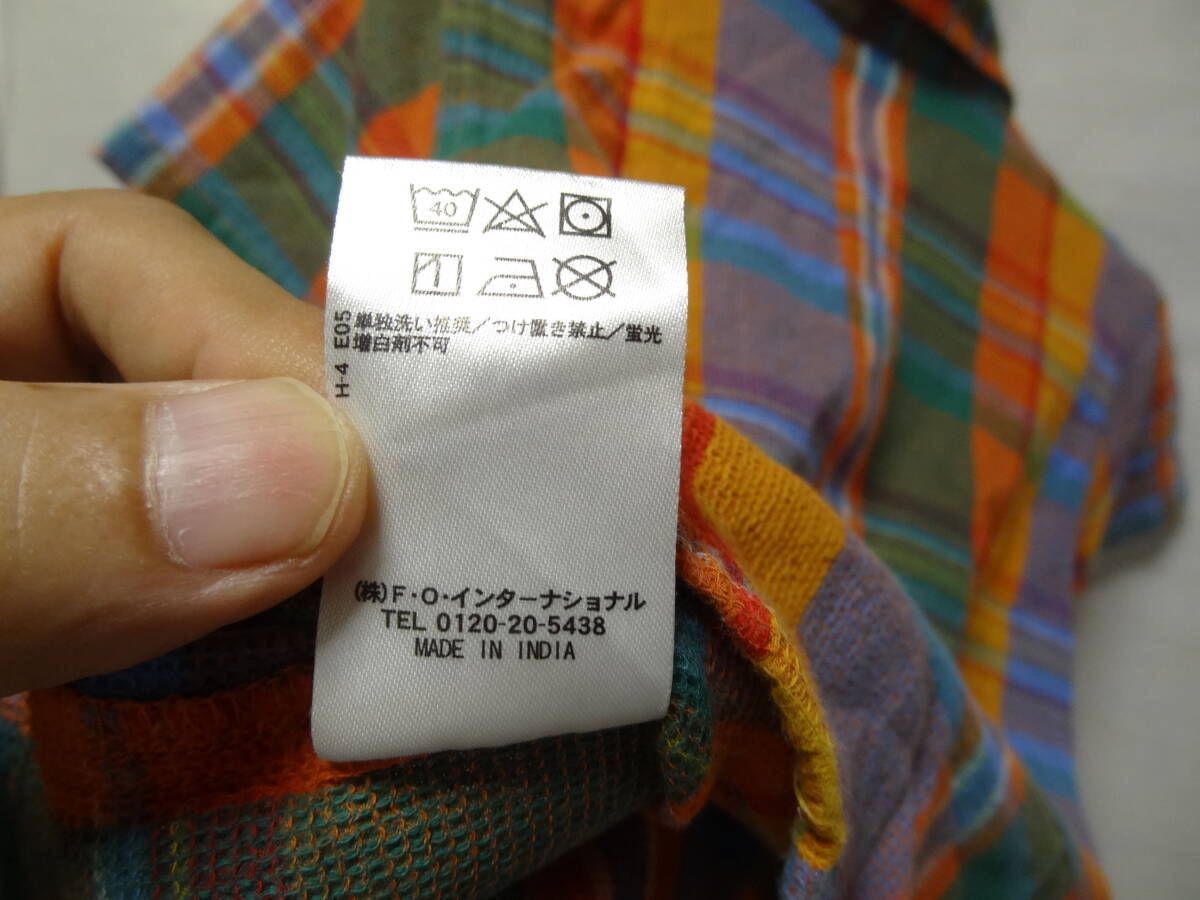 40
H-4 E05
単独洗い推奨/つけ置き禁止/蛍光
増白剤不可
(株)F・O・インターナショナル
TEL 0120-20-5438
MADE IN INDIA